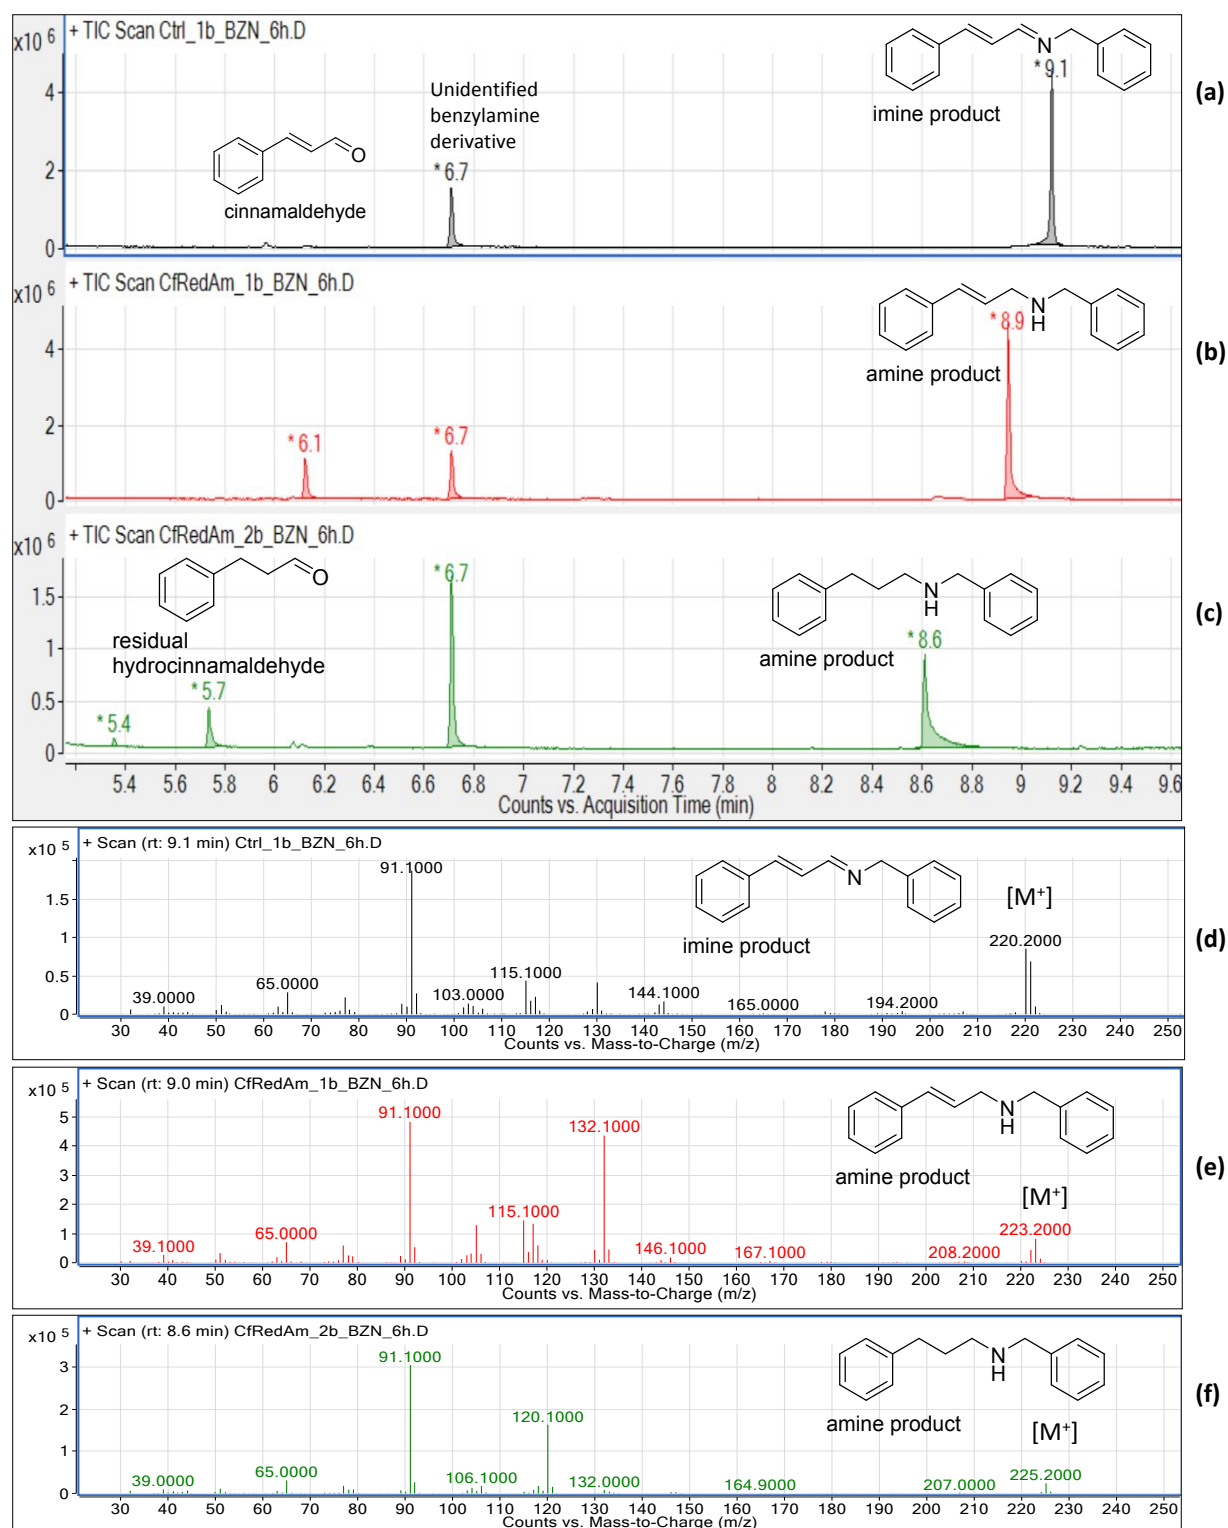 + TIC Scan Ctrl_1b_BZN_6h.D
x10 6
4
2
0
cinnamaldehyde
O
Unidentified
benzylamine
derivative
* 6.7
N
* 9.1
imine product
(a)
+ TIC Scan CfRedAm_1b_BZN_6h.D
x10 6
4
2
0
* 6.1
* 6.7
* 8.9
N
H
amine product
(b)
+ TIC Scan CfRedAm_2b_BZN_6h.D
x10 6
1.5
1
0.5
0
O
residual
hydrocinnamaldehyde
* 5.4
* 5.7
* 6.7
N
H
amine product
* 8.6
(c)
5.4 5.6 5.8 6 6.2 6.4 6.6 6.8 7 7.2 7.4 7.6 7.8 8 8.2 8.4 8.6 8.8 9 9.2 9.4 9.6
Counts vs. Acquisition Time (min)
+ Scan (rt: 9.1 min) Ctrl_1b_BZN_6h.D
x10 5
1.5
1
0.5
0
39.0000
65.0000
91.1000
103.0000
115.1000
144.1000
165.0000
194.2000
220.2000
N
imine product
[M+]
(d)
30 40 50 60 70 80 90 100 110 120 130 140 150 160 170 180 190 200 210 220 230 240 250
Counts vs. Mass-to-Charge (m/z)
+ Scan (rt: 9.0 min) CfRedAm_1b_BZN_6h.D
x10 5
5
4
3
2
1
0
39.1000
65.0000
91.1000
115.1000
132.1000
146.1000
167.1000
208.2000
223.2000
N
H
amine product
[M+]
(e)
30 40 50 60 70 80 90 100 110 120 130 140 150 160 170 180 190 200 210 220 230 240 250
Counts vs. Mass-to-Charge (m/z)
+ Scan (rt: 8.6 min) CfRedAm_2b_BZN_6h.D
x10 5
3
2
1
0
39.0000
65.0000
91.1000
106.1000
120.1000
132.0000
164.9000
207.0000
225.2000
N
H
amine product
[M+]
(f)
30 40 50 60 70 80 90 100 110 120 130 140 150 160 170 180 190 200 210 220 230 240 250
Counts vs. Mass-to-Charge (m/z)